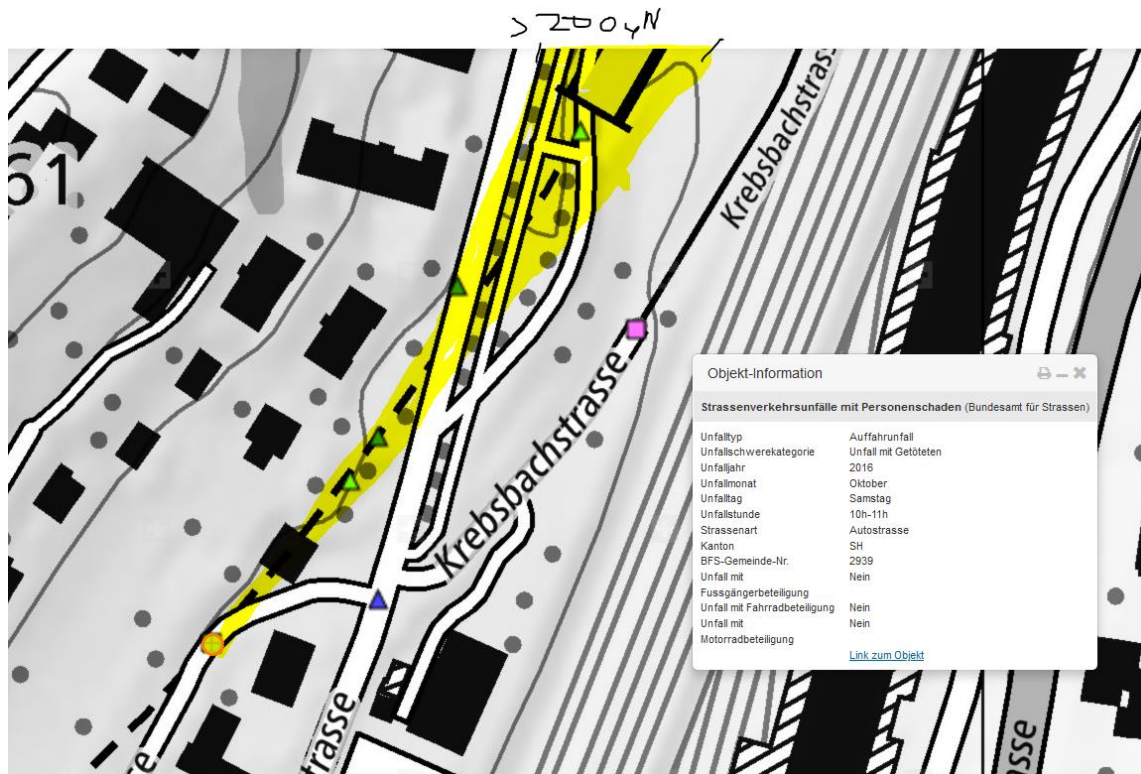 61
Krebsbachstrasse
Krebsbachstrasse
Objekt-Information
Strassenverkehrsunfälle mit Personenschaden (Bundesamt für Strassen)
Unfalltyp Auffahrunfall
Unfallschwerekategorie Unfall mit Getöteten
Unfalljahr 2016
Unfallmonat Oktober
Unfalltag Samstag
Unfallstunde 10h-11h
Strassenart Autostrasse
Kanton SH
BFS-Gemeinde-Nr. 2939
Unfall mit Nein
Fussgängerbeteiligung
Unfall mit Fahrradbeteiligung Nein
Unfall mit Nein
Motorradbeteiligung
Link zum Objekt
strasse
sse
se